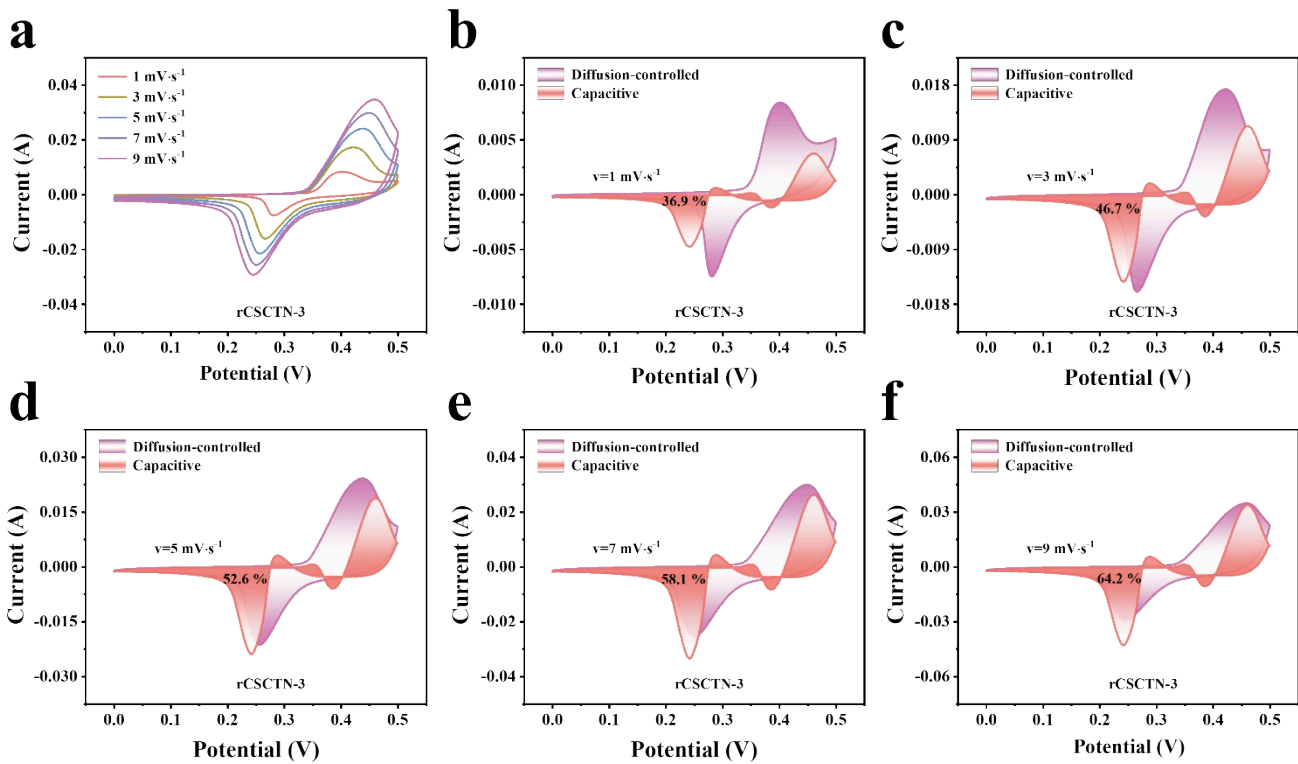 a
0.04
0.02
0.00
-0.02
-0.04
Current (A)
1 mV·s⁻¹
3 mV·s⁻¹
5 mV·s⁻¹
7 mV·s⁻¹
9 mV·s⁻¹
rCSCTN-3
0.0 0.1 0.2 0.3 0.4 0.5
Potential (V)
b
0.010
0.005
0.000
-0.005
-0.010
Current (A)
Diffusion-controlled
Capacitive
v=1 mV·s⁻¹
36.9 %
rCSCTN-3
0.0 0.1 0.2 0.3 0.4 0.5
Potential (V)
c
0.018
0.009
0.000
-0.009
-0.018
Current (A)
Diffusion-controlled
Capacitive
v=3 mV·s⁻¹
46.7 %
rCSCTN-3
0.0 0.1 0.2 0.3 0.4 0.5
Potential (V)
d
0.030
0.015
0.000
-0.015
-0.030
Current (A)
Diffusion-controlled
Capacitive
v=5 mV·s⁻¹
52.6 %
rCSCTN-3
0.0 0.1 0.2 0.3 0.4 0.5
Potential (V)
e
0.04
0.02
0.00
-0.02
-0.04
Current (A)
Diffusion-controlled
Capacitive
v=7 mV·s⁻¹
58.1 %
rCSCTN-3
0.0 0.1 0.2 0.3 0.4 0.5
Potential (V)
f
0.06
0.03
0.00
-0.03
-0.06
Current (A)
Diffusion-controlled
Capacitive
v=9 mV·s⁻¹
64.2 %
rCSCTN-3
0.0 0.1 0.2 0.3 0.4 0.5
Potential (V)